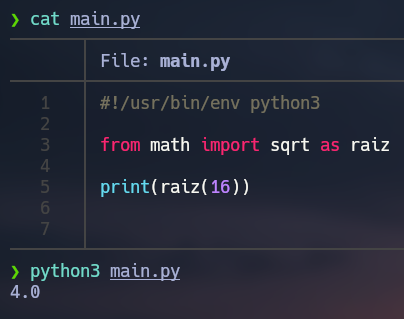 ❯ cat main.py
File: main.py
1 #!/usr/bin/env python3
2
3 from math import sqrt as raiz
4
5 print(raiz(16))
6
7
❯ python3 main.py
4.0